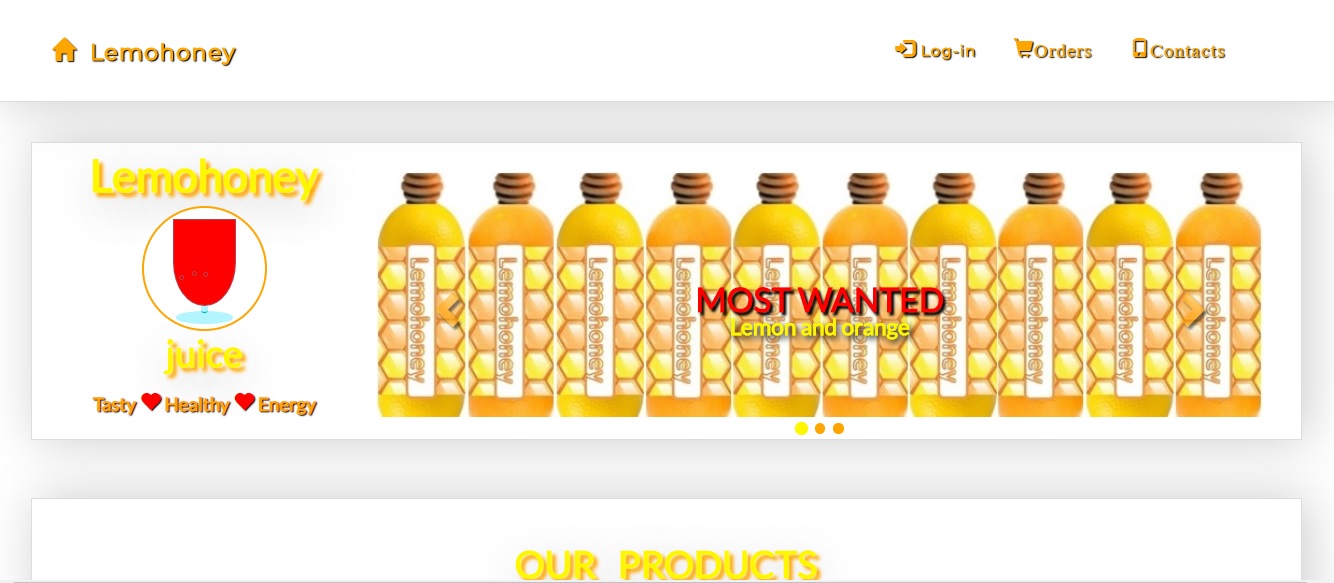 Lemohoney
Log-in
Orders
Contacts
Lemohoney
juice
Tasty Healthy Energy
Lemohoney
Lemohoney
Lemohoney
Lemohoney
Lemohoney
Lemohoney
Lemohoney
Lemohoney
Lemohoney
Lemohoney
MOST WANTED
Lemon and orange
OUR PRODUCTS